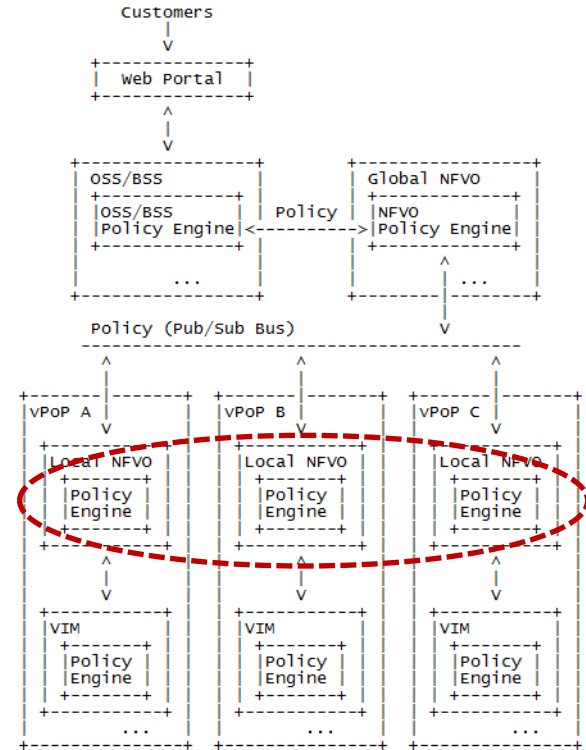 Customers
Web Portal
OSS/BSS
Global NFVO
OSS/BSS Policy NFVO
Policy Engine Policy Engine
... ...
Policy (Pub/Sub Bus)
vPoP A vPoP B vPoP C
Local NFVO Local NFVO Local NFVO
Policy Policy Policy
Engine Engine Engine
VIM VIM VIM
Policy Policy Policy
Engine Engine Engine
... ... ...